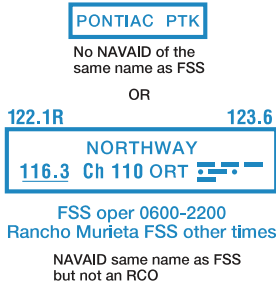 PONTIAC PTK
No NAVAID of the
same name as FSS
OR
122.1R 123.6
NORTHWAY
116.3 Ch 110 ORT
FSS oper 0600-2200
Rancho Murieta FSS other times
NAVAID same name as FSS
but not an RCO